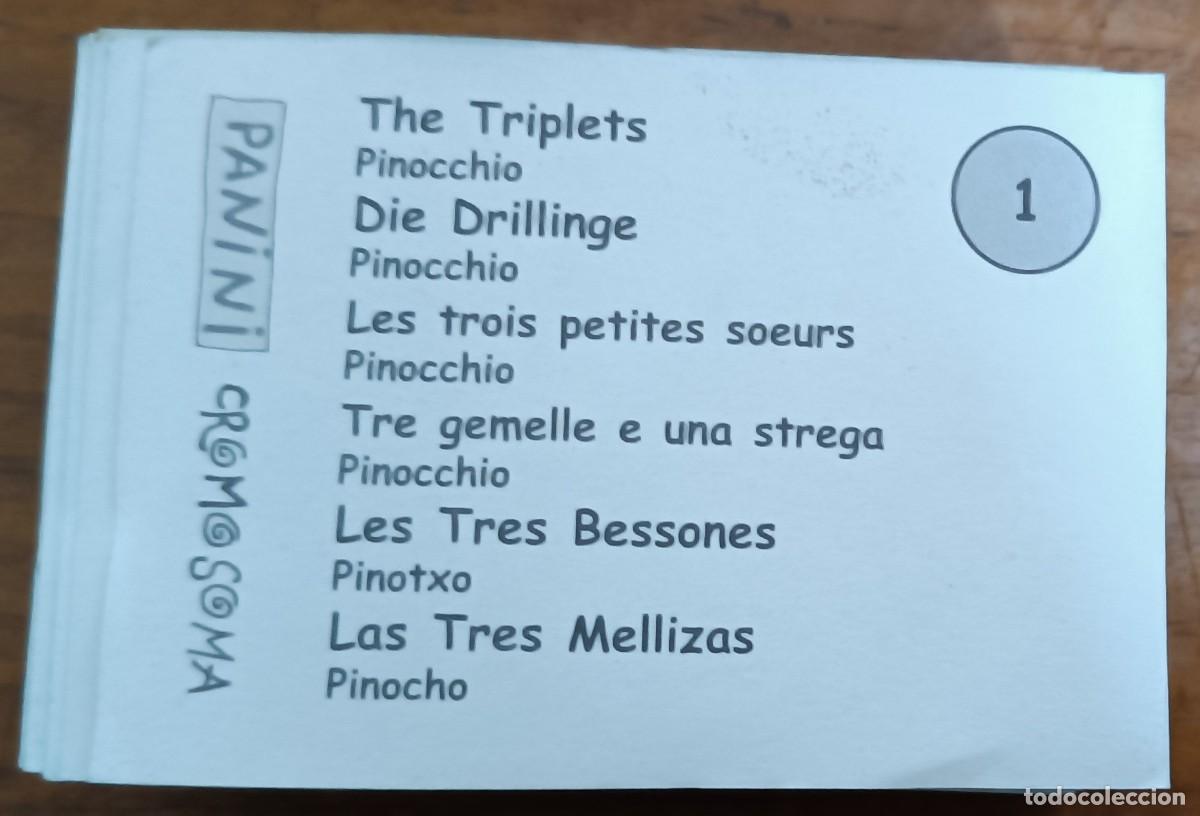 The Triplets
Pinocchio
Die Drillinge
Pinocchio
Les trois petites soeurs
Pinocchio
Tre gemelle e una strega
Pinocchio
Les Tres Bessones
Pinotxo
Las Tres Mellizas
Pinocho
1
PANiNi
CROMOSOMA
todocoleccion